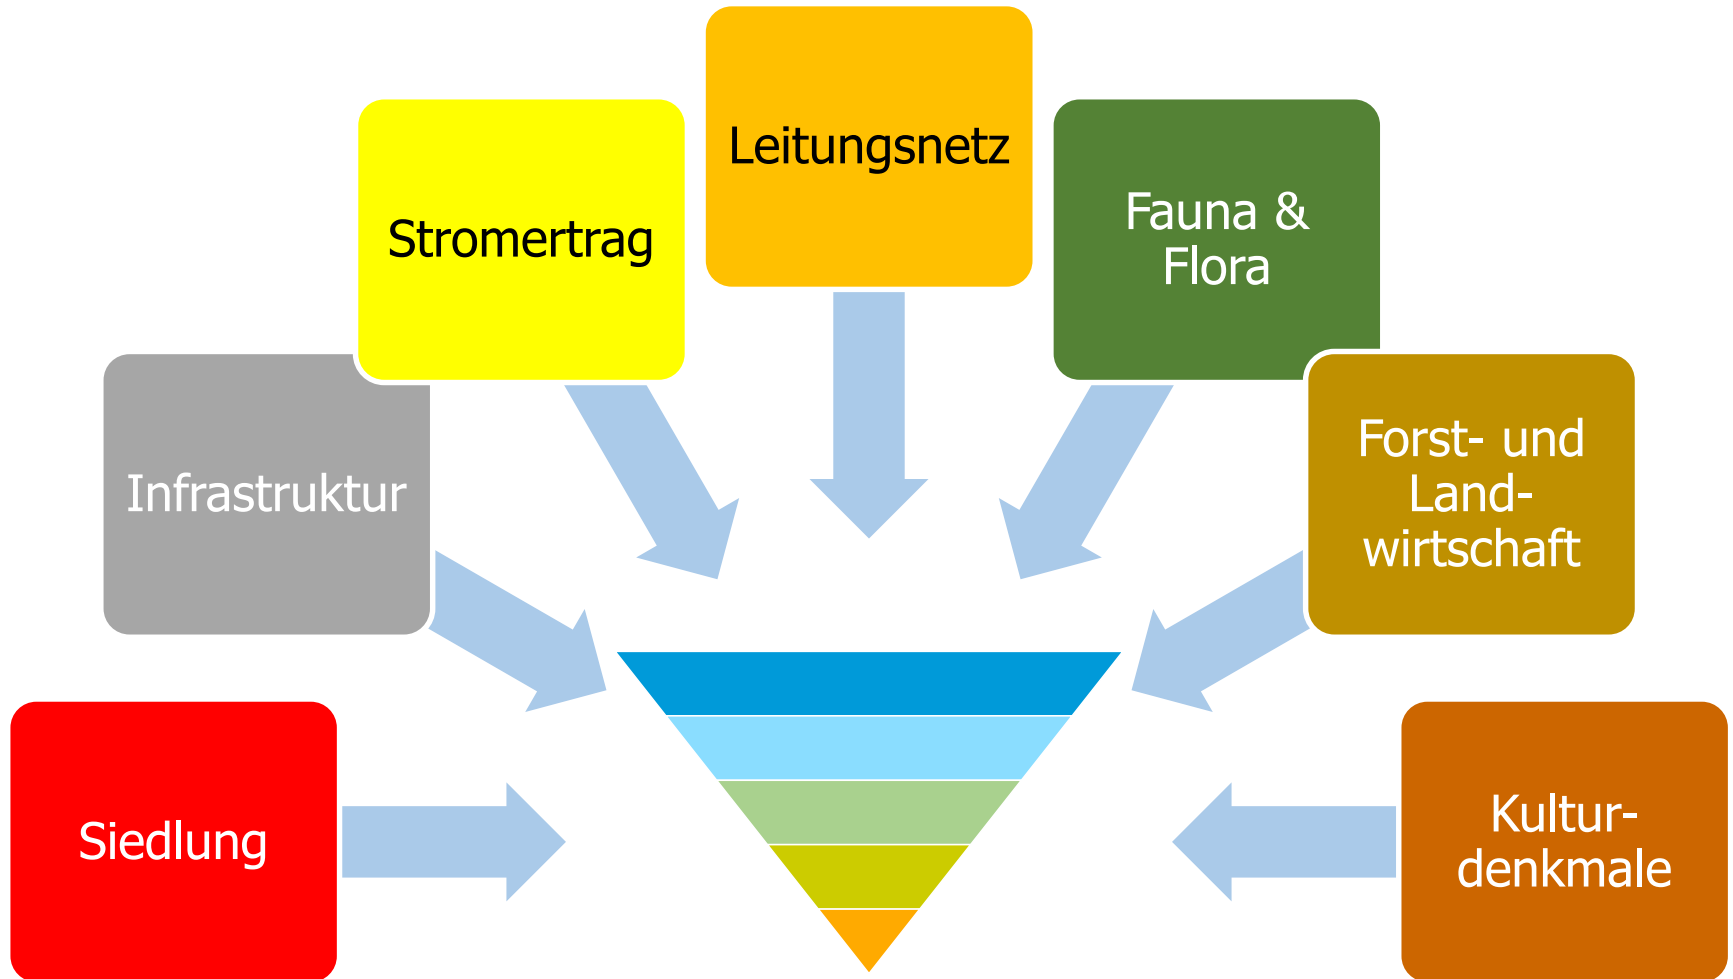 Leitungsnetz
Stromertrag
Fauna &
Flora
Infrastruktur
Forst- und
Land-
wirtschaft
Siedlung
Kultur-
denkmale